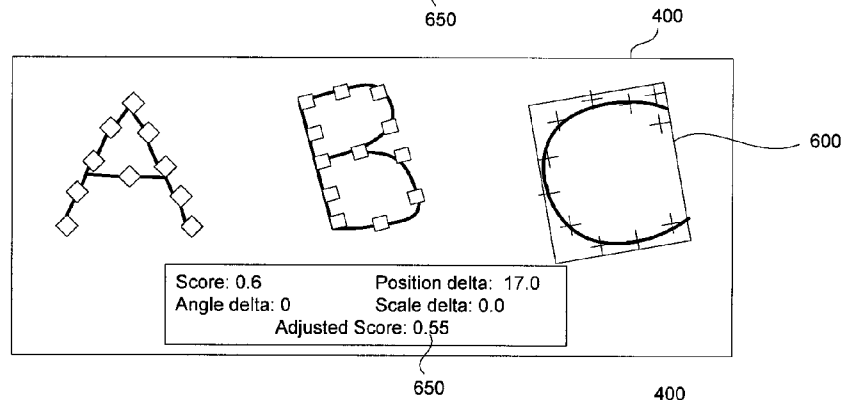 650
400
A B C
600
Score: 0.6 Position delta: 17.0
Angle delta: 0 Scale delta: 0.0
Adjusted Score: 0.55
650
400